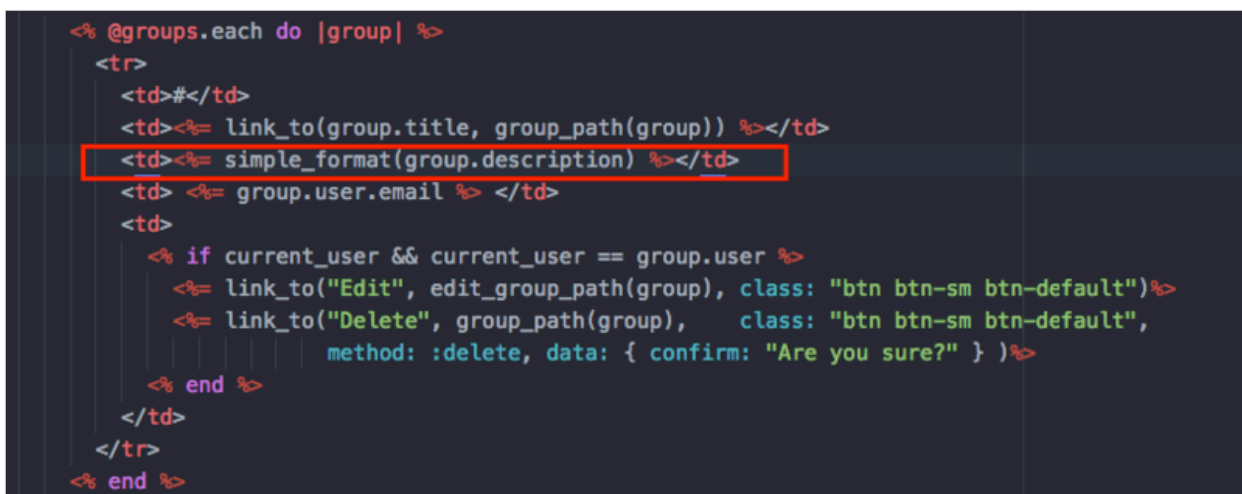 <% @groups.each do |group| %>
<tr>
<td>#</td>
<td><%= link_to(group.title, group_path(group)) %></td>
<td><%= simple_format(group.description) %></td>
<td> <%= group.user.email %> </td>
<td>
<% if current_user && current_user == group.user %>
<%= link_to("Edit", edit_group_path(group), class: "btn btn-sm btn-default")%>
<%= link_to("Delete", group_path(group),    class: "btn btn-sm btn-default",
method: :delete, data: { confirm: "Are you sure?" } )%>
<% end %>
</td>
</tr>
<% end %>